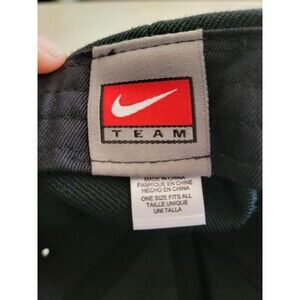 TEAM
MADE IN CHINA
FABRIQUE EN CHINE
HECHO EN CHINA
ONE SIZE FITS ALL
TAILLE UNIQUE
UNI TALLA